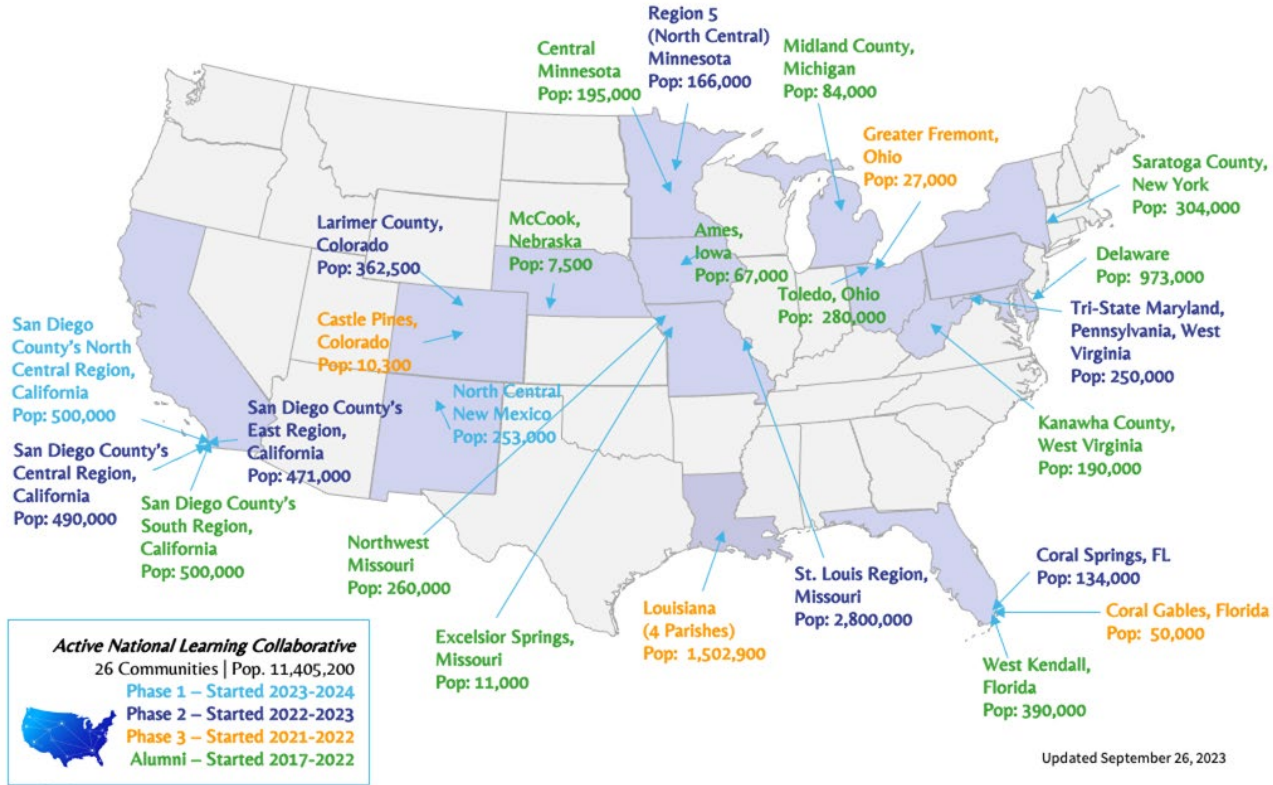 Region 5
(North Central)
Minnesota
Pop: 166,000
Central
Minnesota
Pop: 195,000
Midland County,
Michigan
Pop: 84,000
Greater Fremont,
Ohio
Pop: 27,000
Saratoga County,
New York
Pop: 304,000
Larimer County,
Colorado
Pop: 362,500
McCook,
Nebraska
Pop: 7,500
Ames,
Iowa
Pop: 67,000
Toledo, Ohio
Pop: 280,000
Delaware
Pop: 973,000
Tri-State Maryland,
Pennsylvania, West
Virginia
Pop: 250,000
San Diego
County's North
Central Region,
California
Pop: 500,000
Castle Pines,
Colorado
Pop: 10,300
North Central
New Mexico
Pop: 253,000
San Diego County's
East Region,
California
Pop: 471,000
San Diego County's
Central Region,
California
Pop: 490,000
San Diego County's
South Region,
California
Pop: 500,000
Kanawha County,
West Virginia
Pop: 190,000
Northwest
Missouri
Pop: 260,000
Excelsior Springs,
Missouri
Pop: 11,000
Louisiana
(4 Parishes)
Pop: 1,502,900
St. Louis Region,
Missouri
Pop: 2,800,000
Coral Springs, FL
Pop: 134,000
Coral Gables, Florida
Pop: 50,000
West Kendall,
Florida
Pop: 390,000
Active National Learning Collaborative
26 Communities | Pop. 11,405,200
Phase 1 – Started 2023-2024
Phase 2 – Started 2022-2023
Phase 3 – Started 2021-2022
Alumni – Started 2017-2022
Updated September 26, 2023